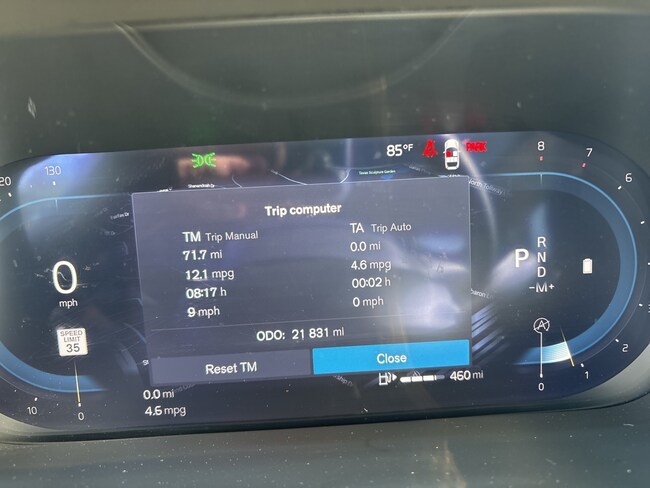 85°F PARK
20 130 8 7 6
Trip computer
TM Trip Manual TA Trip Auto
71.7 mi 0.0 mi
12.1 mpg 4.6 mpg
08:17 h 00:02 h
9 mph 0 mph
ODO: 21 831 mi
Reset TM Close
0
mph
SPEED
LIMIT
35
P R
N
D
-M+
0.0 mi
4.6 mpg
460 mi
10 0
0 1 2